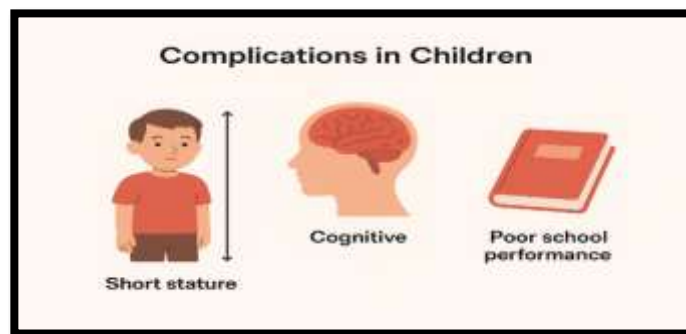 Complications in Children
Short stature
Cognitive
Poor school
performance